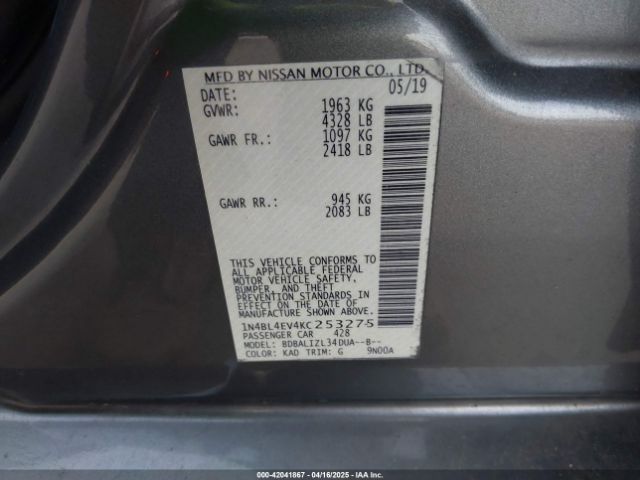 MFD BY NISSAN MOTOR CO., LTD.
DATE: 05/19
GVWR: 1963 KG
4328 LB
GAWR FR.: 1097 KG
2418 LB
GAWR RR.: 945 KG
2083 LB
THIS VEHICLE CONFORMS TO
ALL APPLICABLE FEDERAL
MOTOR VEHICLE SAFETY,
BUMPER, AND THEFT
PREVENTION STANDARDS IN
EFFECT ON THE DATE OF
MANUFACTURE SHOWN ABOVE.
1N4BL4EV4KC253275
PASSENGER CAR 428
MODEL: BDBALIZL34DUA--B--
COLOR: KAD TRIM: G 9N00A
000-42041867 - 04/16/2025 - IAA Corp.